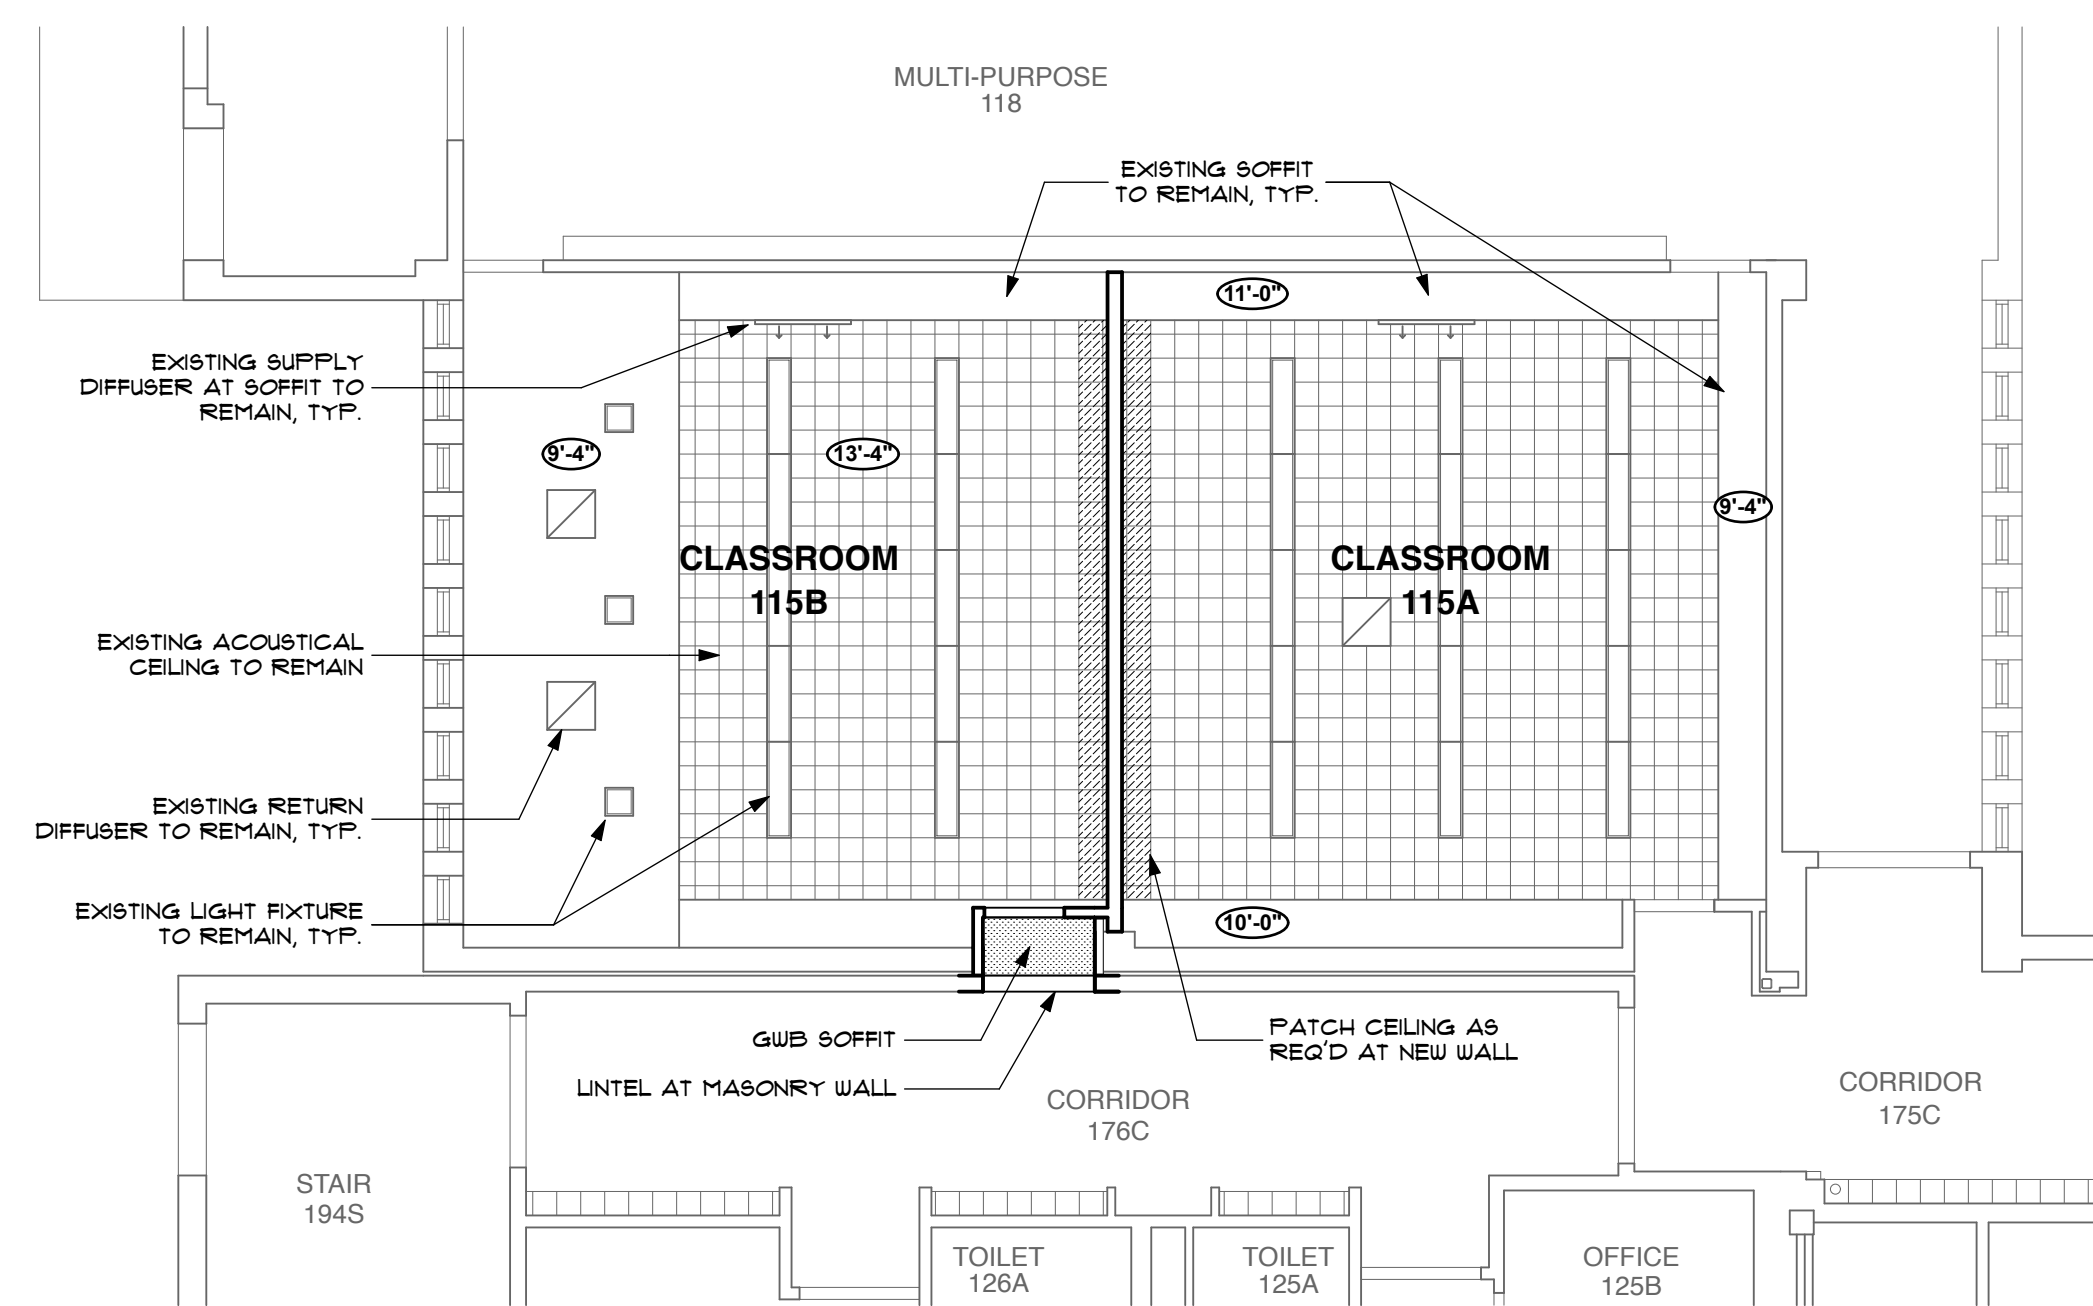 MULTI-PURPOSE
118
EXISTING SOFFIT
TO REMAIN, TYP.
11'-0"
EXISTING SUPPLY
DIFFUSER AT SOFFIT TO
REMAIN, TYP.
9'-4"
13'-4"
9'-4"
CLASSROOM
115B
CLASSROOM
115A
EXISTING ACOUSTICAL
CEILING TO REMAIN
EXISTING RETURN
DIFFUSER TO REMAIN, TYP.
EXISTING LIGHT FIXTURE
TO REMAIN, TYP.
10'-0"
GWB SOFFIT
LINTEL AT MASONRY WALL
PATCH CEILING AS
REQ'D AT NEW WALL
CORRIDOR
176C
CORRIDOR
175C
STAIR
194S
TOILET
126A
TOILET
125A
OFFICE
125B